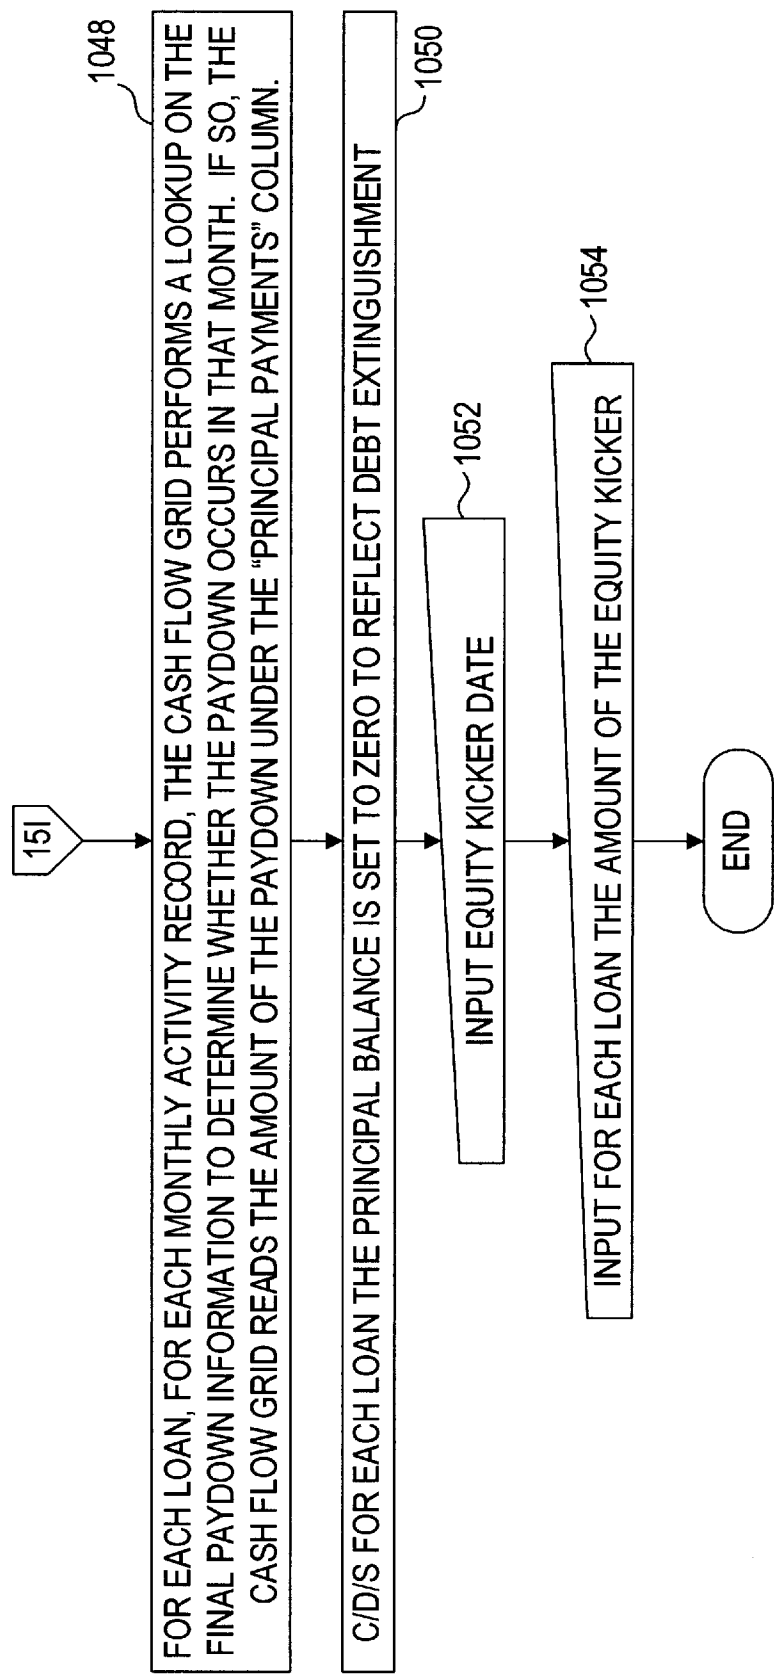 15I
FOR EACH LOAN, FOR EACH MONTHLY ACTIVITY RECORD, THE CASH FLOW GRID PERFORMS A LOOKUP ON THE
FINAL PAYDOWN INFORMATION TO DETERMINE WHETHER THE PAYDOWN OCCURS IN THAT MONTH. IF SO, THE
CASH FLOW GRID READS THE AMOUNT OF THE PAYDOWN UNDER THE "PRINCIPAL PAYMENTS" COLUMN.
1048
C/D/S FOR EACH LOAN THE PRINCIPAL BALANCE IS SET TO ZERO TO REFLECT DEBT EXTINGUISHMENT
1050
INPUT EQUITY KICKER DATE
1052
INPUT FOR EACH LOAN THE AMOUNT OF THE EQUITY KICKER
1054
END